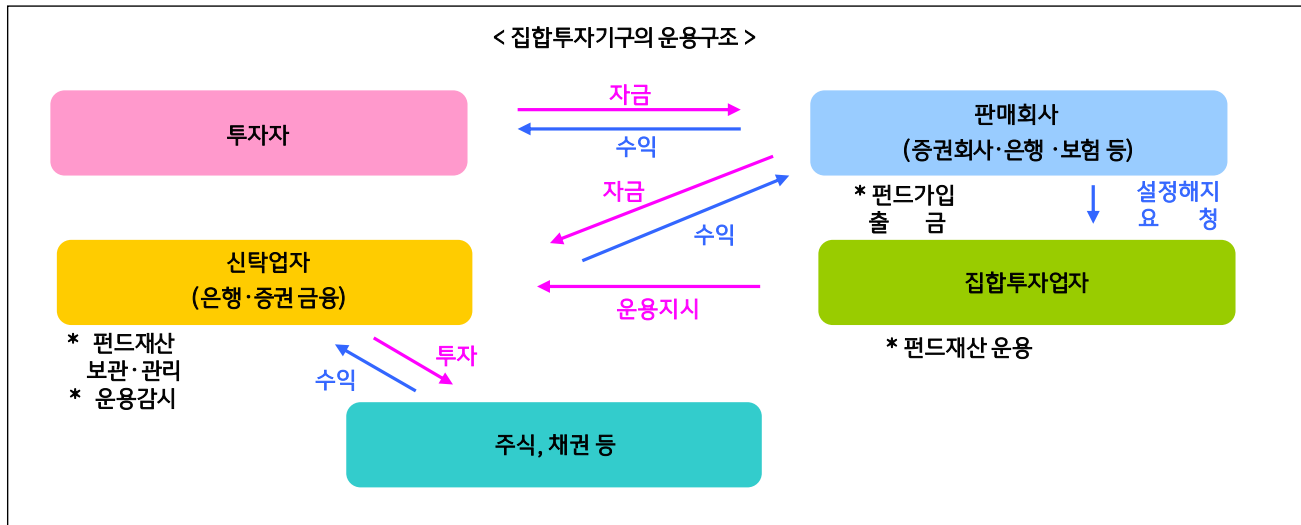 < 집합투자기구의 운용구조 >
투자자
자금
수익
판매회사
(증권회사·은행 ·보험 등)
자금
수익
* 펀드가입
출 금
설정해지
요 청
신탁업자
(은행·증권 금융)
운용지시
집합투자업자
* 펀드재산
보관·관리
* 운용감시
투자
수익
* 펀드재산 운용
주식, 채권 등